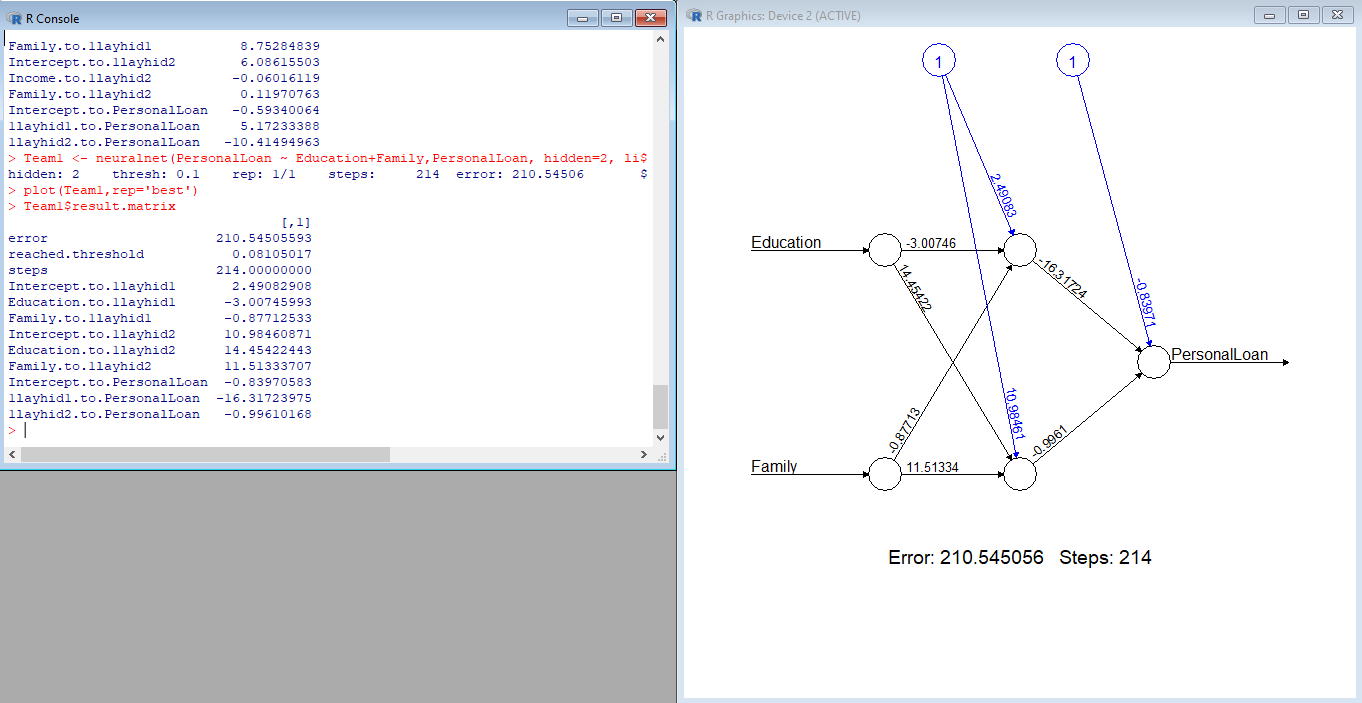 R Console
Family.to.1layhid1 8.75284839
Intercept.to.1layhid2 6.08615503
Income.to.1layhid2 -0.06016119
Family.to.1layhid2 0.11970763
Intercept.to.PersonalLoan -0.59340064
1layhid1.to.PersonalLoan 5.17233388
1layhid2.to.PersonalLoan -10.41494963
> Team1 <- neuralnet(PersonalLoan ~ Education+Family,PersonalLoan, hidden=2, li$
hidden: 2 thresh: 0.1 rep: 1/1 steps: 214 error: 210.54506 $
> plot(Team1,rep='best')
> Team1$result.matrix
[,1]
error 210.54505593
reached.threshold 0.08105017
steps 214.00000000
Intercept.to.1layhid1 2.49082908
Education.to.1layhid1 -3.00745993
Family.to.1layhid1 -0.87712533
Intercept.to.1layhid2 10.98460871
Education.to.1layhid2 14.45422443
Family.to.1layhid2 11.51333707
Intercept.to.PersonalLoan -0.83970583
1layhid1.to.PersonalLoan -16.31723975
1layhid2.to.PersonalLoan -0.99610168
>
R Graphics: Device 2 (ACTIVE)
1
1
2.49083
Education
-3.00746
14.45422
-16.31724
-0.83971
PersonalLoan
10.98461
-0.87713
-0.9961
Family
11.51334
Error: 210.545056 Steps: 214